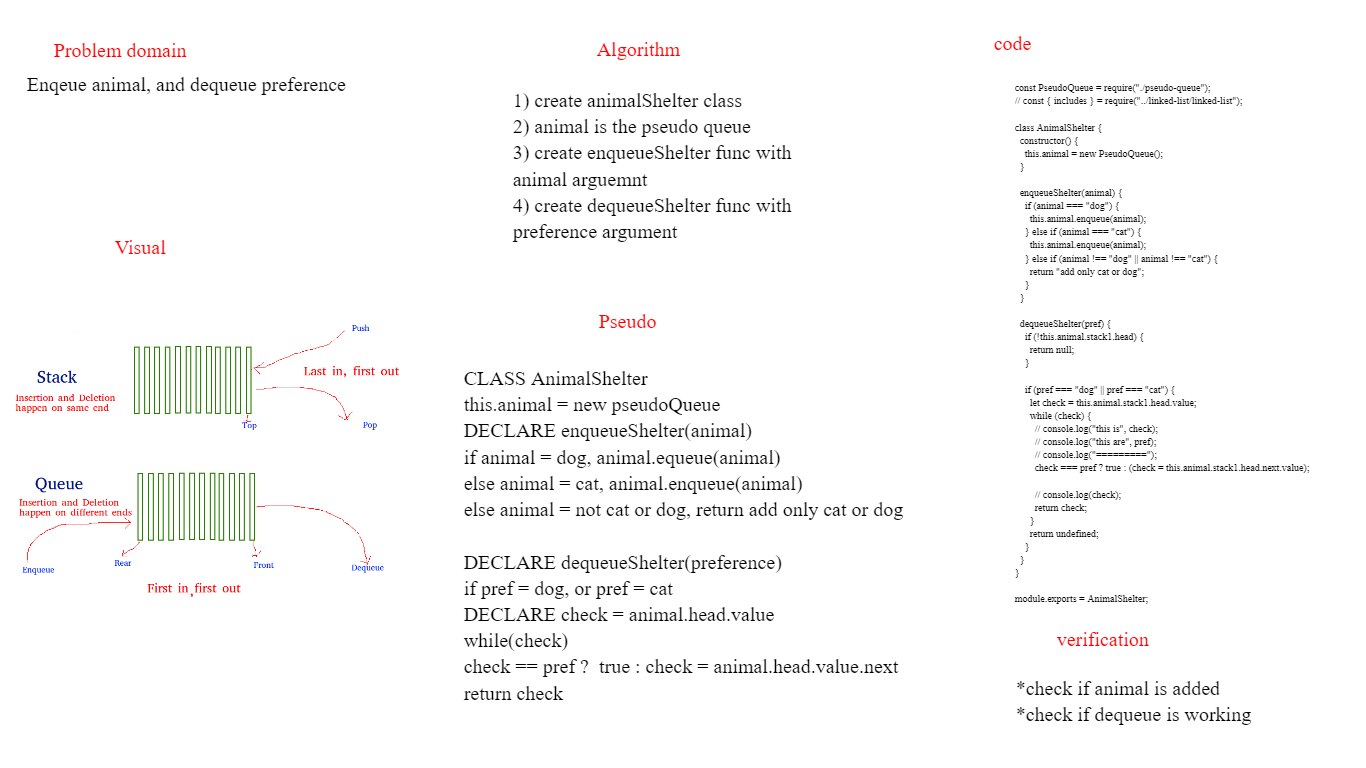 Problem domain
Enqeue animal, and dequeue preference
Visual
Push
Stack
Last in, first out
Insertion and Deletion
happen on same end
Top
Pop
Queue
Insertion and Deletion
happen on different ends
Enqueue
Rear
Front
Dequeue
First in, first out
Algorithm
1) create animalShelter class
2) animal is the pseudo queue
3) create enqueueShelter func with
animal arguemnt
4) create dequeueShelter func with
preference argument
Pseudo
CLASS AnimalShelter
this.animal = new pseudoQueue
DECLARE enqueueShelter(animal)
if animal = dog, animal.equeue(animal)
else animal = cat, animal.enqueue(animal)
else animal = not cat or dog, return add only cat or dog
DECLARE dequeueShelter(preference)
if pref = dog, or pref = cat
DECLARE check = animal.head.value
while(check)
check == pref ? true : check = animal.head.value.next
return check
code
const PseudoQueue = require("./pseudo-queue");
// const { includes } = require("../linked-list/linked-list");
class AnimalShelter {
constructor() {
this.animal = new PseudoQueue();
}
enqueueShelter(animal) {
if (animal === "dog") {
this.animal.enqueue(animal);
} else if (animal === "cat") {
this.animal.enqueue(animal);
} else if (animal !== "dog" || animal !== "cat") {
return "add only cat or dog";
}
}
dequeueShelter(pref) {
if (!this.animal.stack1.head) {
return null;
}
if (pref === "dog" || pref === "cat") {
let check = this.animal.stack1.head.value;
while (check) {
// console.log("this is", check);
// console.log("this are", pref);
// console.log("=========");
check === pref ? true : (check = this.animal.stack1.head.next.value);
// console.log(check);
return check;
}
return undefined;
}
}
}
module.exports = AnimalShelter;
verification
*check if animal is added
*check if dequeue is working